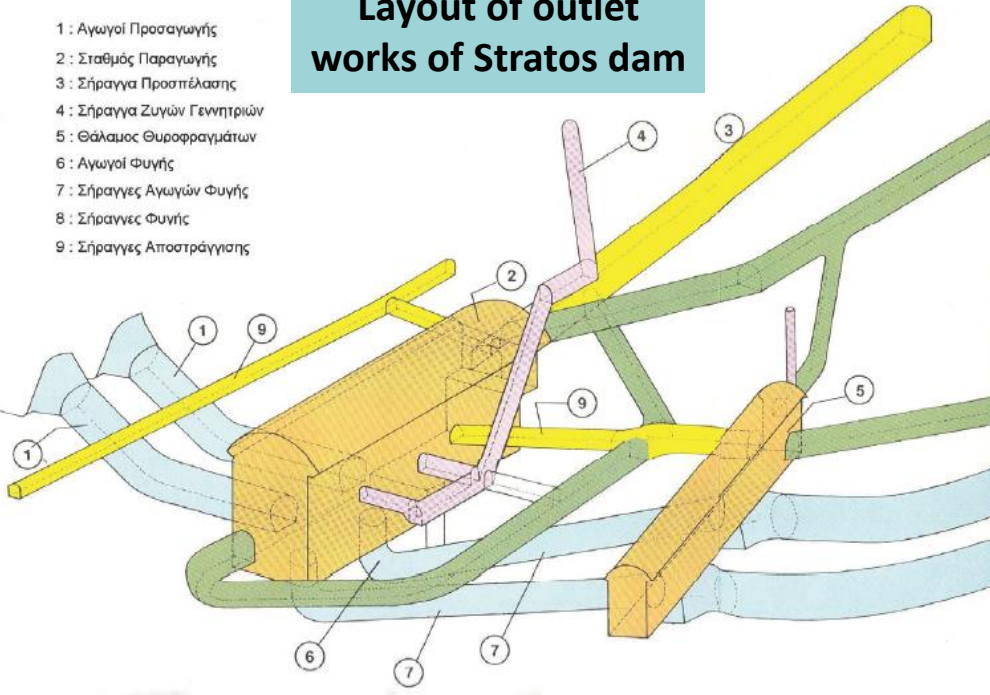 Layout of outlet
works of Stratos dam
1 : Αγωγοί Προσαγωγής
2 : Σταθμός Παραγωγής
3 : Σήραγγα Προσπέλασης
4 : Σήραγγα Ζυγών Γεννητριών
5 : Θάλαμος Θυροφραγμάτων
6 : Αγωγοί Φυγής
7 : Σήραγγες Αγωγών Φυγής
8 : Σήραγγες Φυγής
9 : Σήραγγες Αποστράγγισης
4
3
2
1
9
5
9
1
6
7
7